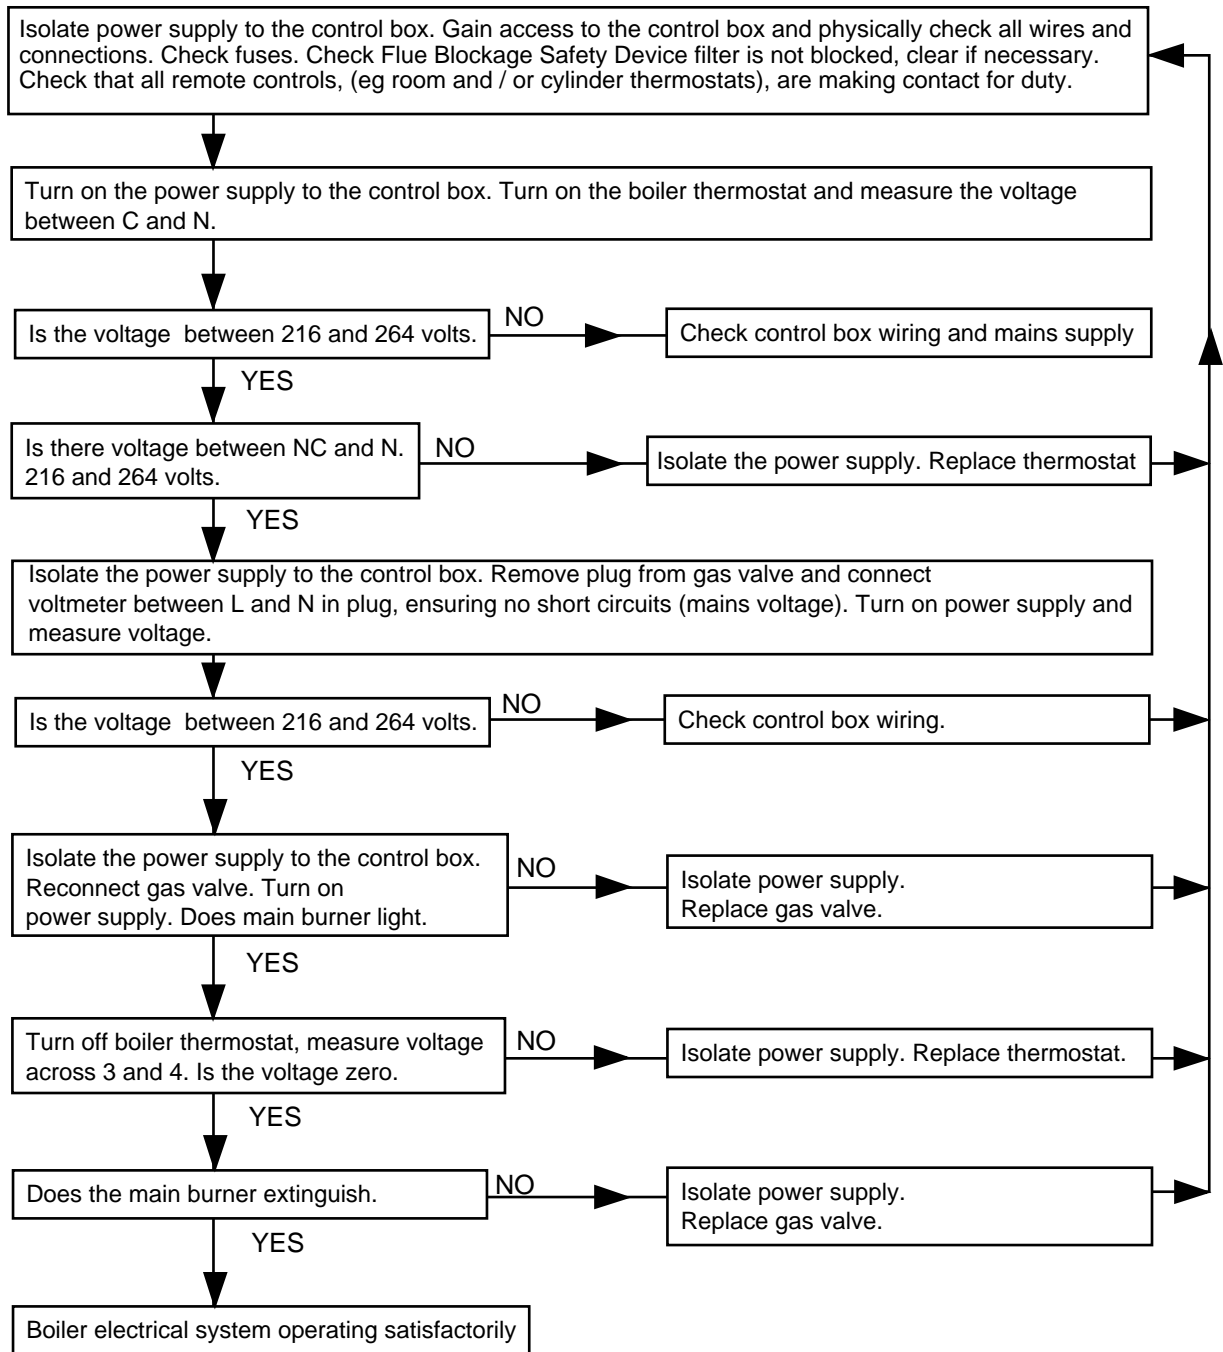 Isolate power supply to the control box. Gain access to the control box and physically check all wires and
connections. Check fuses. Check Flue Blockage Safety Device filter is not blocked, clear if necessary.
Check that all remote controls, (eg room and / or cylinder thermostats), are making contact for duty.
Turn on the power supply to the control box. Turn on the boiler thermostat and measure the voltage
between C and N.
Is the voltage between 216 and 264 volts.
NO
Check control box wiring and mains supply
YES
Is there voltage between NC and N.
216 and 264 volts.
NO
Isolate the power supply. Replace thermostat
YES
Isolate the power supply to the control box. Remove plug from gas valve and connect
voltmeter between L and N in plug, ensuring no short circuits (mains voltage). Turn on power supply and
measure voltage.
Is the voltage between 216 and 264 volts.
NO
Check control box wiring.
YES
Isolate the power supply to the control box.
Reconnect gas valve. Turn on
power supply. Does main burner light.
NO
Isolate power supply.
Replace gas valve.
YES
Turn off boiler thermostat, measure voltage
across 3 and 4. Is the voltage zero.
NO
Isolate power supply. Replace thermostat.
YES
Does the main burner extinguish.
NO
Isolate power supply.
Replace gas valve.
YES
Boiler electrical system operating satisfactorily